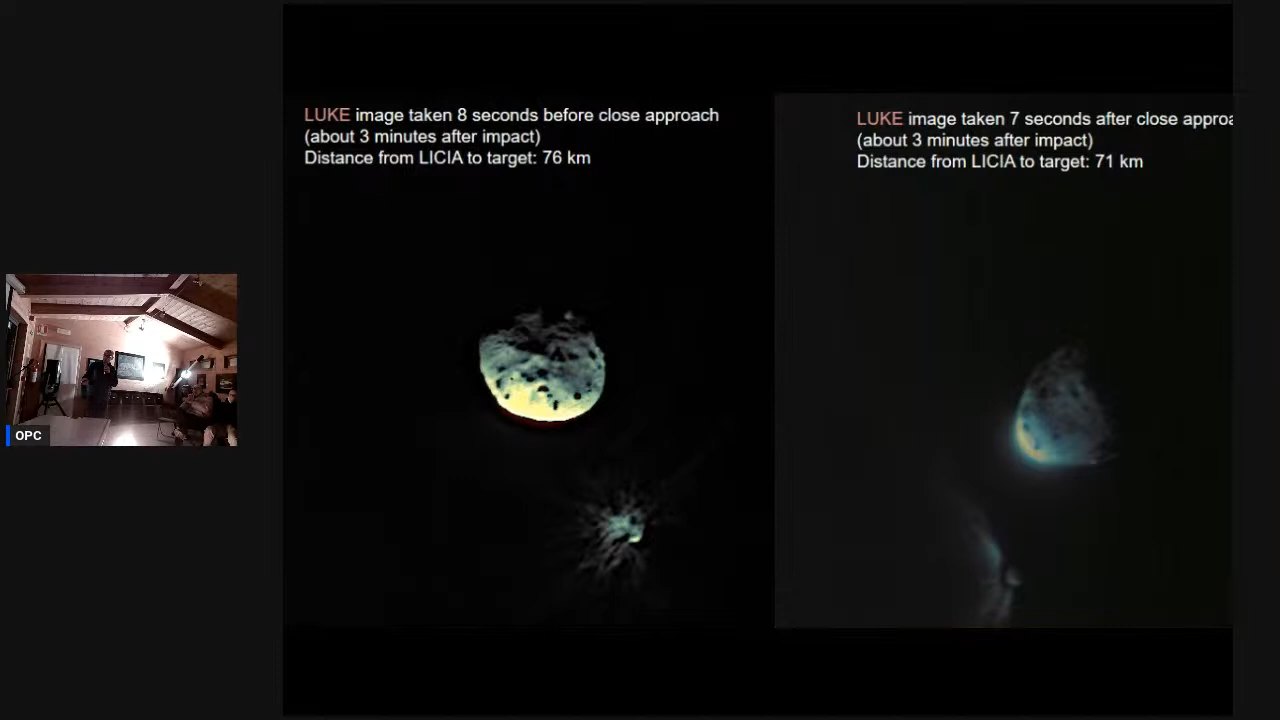 LUKE image taken 8 seconds before close approach
(about 3 minutes after impact)
Distance from LICIA to target: 76 km
LUKE image taken 7 seconds after close approa
(about 3 minutes after impact)
Distance from LICIA to target: 71 km
OPC